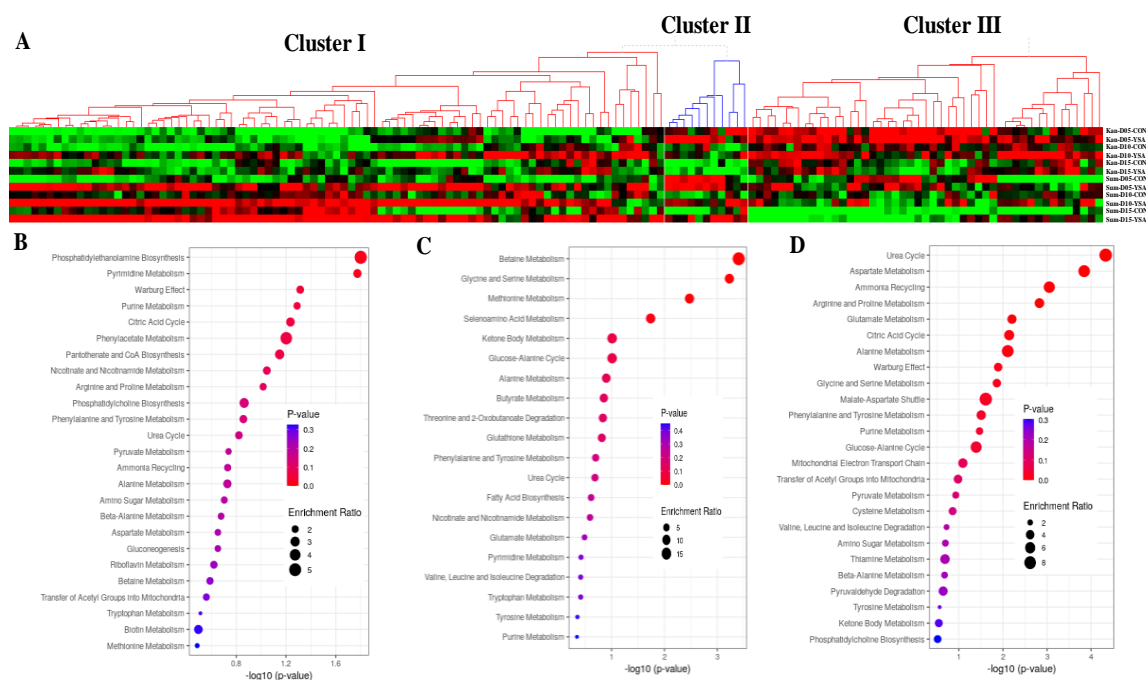 A
Cluster I
Cluster II
Cluster III
Kau-D05-CON
Kau-D05-YSA
Kau-D10-CON
Kau-D10-YSA
Kau-D15-CON
Kau-D15-YSA
Sum-D05-CON
Sum-D05-YSA
Sum-D10-CON
Sum-D10-YSA
Sum-D15-CON
Sum-D15-YSA
B
Phosphatidylethanolamine Biosynthesis
Pyrimidine Metabolism
Warburg Effect
Purine Metabolism
Citric Acid Cycle
Phenylacetate Metabolism
Pantothenate and CoA Biosynthesis
Nicotinate and Nicotinamide Metabolism
Arginine and Proline Metabolism
Phosphatidylcholine Biosynthesis
Phenylalanine and Tyrosine Metabolism
Urea Cycle
Pyruvate Metabolism
Ammonia Recycling
Alanine Metabolism
Amino Sugar Metabolism
Beta-Alanine Metabolism
Aspartate Metabolism
Gluconeogenesis
Riboflavin Metabolism
Betaine Metabolism
Transfer of Acetyl Groups into Mitochondria
Tryptophan Metabolism
Biotin Metabolism
Methionine Metabolism
P-value
0.3
0.2
0.1
0.0
Enrichment Ratio
2
3
4
5
0.8
1.2
1.6
-log10 (p-value)
C
Betaine Metabolism
Glycine and Serine Metabolism
Methionine Metabolism
Selenoamino Acid Metabolism
Ketone Body Metabolism
Glucose-Alanine Cycle
Alanine Metabolism
Butyrate Metabolism
Threonine and 2-Oxobutanoate Degradation
Glutathione Metabolism
Phenylalanine and Tyrosine Metabolism
Urea Cycle
Fatty Acid Biosynthesis
Nicotinate and Nicotinamide Metabolism
Glutamate Metabolism
Pyrimidine Metabolism
Valine, Leucine and Isoleucine Degradation
Tryptophan Metabolism
Tyrosine Metabolism
Purine Metabolism
P-value
0.4
0.3
0.2
0.1
0.0
Enrichment Ratio
5
10
15
1
2
3
-log10 (p-value)
D
Urea Cycle
Aspartate Metabolism
Ammonia Recycling
Arginine and Proline Metabolism
Glutamate Metabolism
Citric Acid Cycle
Alanine Metabolism
Warburg Effect
Glycine and Serine Metabolism
Malate-Aspartate Shuttle
Phenylalanine and Tyrosine Metabolism
Purine Metabolism
Glucose-Alanine Cycle
Mitochondrial Electron Transport Chain
Transfer of Acetyl Groups into Mitochondria
Pyruvate Metabolism
Cysteine Metabolism
Valine, Leucine and Isoleucine Degradation
Amino Sugar Metabolism
Thiamine Metabolism
Beta-Alanine Metabolism
Pyruvaldehyde Degradation
Tyrosine Metabolism
Ketone Body Metabolism
Phosphatidylcholine Biosynthesis
P-value
0.3
0.2
0.1
0.0
Enrichment Ratio
2
4
6
8
1
2
3
4
-log10 (p-value)